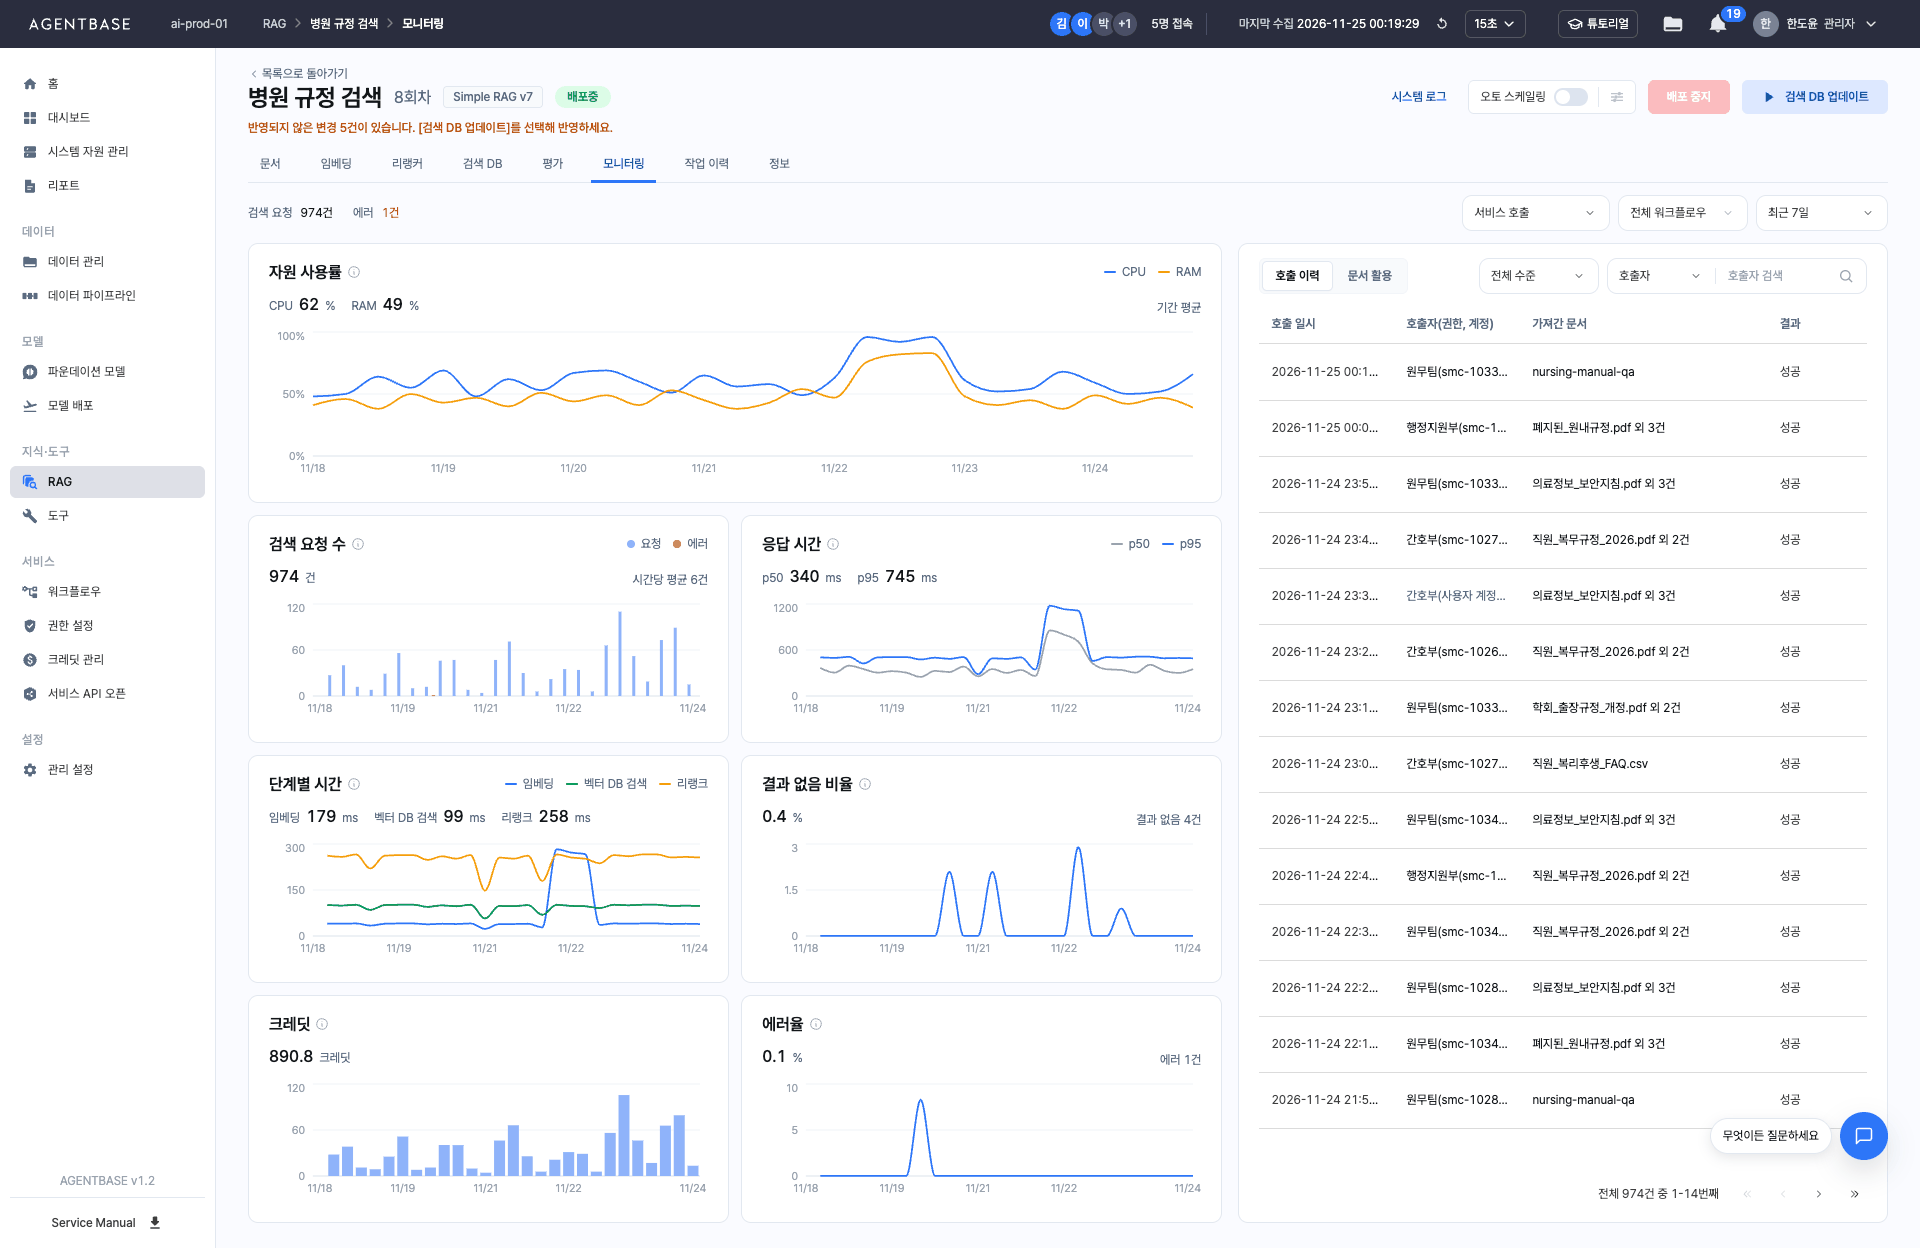 AGENTBASE
ai-prod-01
RAG > 병원 규정 검색 > 모니터링
김 이 박 +1 5명 접속
마지막 수집 2026-11-25 00:19:29
15초
튜토리얼
19
한 한도윤 관리자
홈
대시보드
시스템 자원 관리
리포트
데이터
데이터 관리
데이터 파이프라인
모델
파운데이션 모델
모델 배포
지식·도구
RAG
도구
서비스
워크플로우
권한 설정
크레딧 관리
서비스 API 오픈
설정
관리 설정
AGENTBASE v1.2
Service Manual
목록으로 돌아가기
병원 규정 검색 8회차 Simple RAG v7 배포중
반영되지 않은 변경 5건이 있습니다. [검색 DB 업데이트]를 선택해 반영하세요.
시스템 로그
오토 스케일링
배포 중지
검색 DB 업데이트
문서 임베딩 리랭커 검색 DB 평가 모니터링 작업 이력 정보
검색 요청 974건 에러 1건
서비스 호출
전체 워크플로우
최근 7일
자원 사용률
CPU RAM
CPU 62 % RAM 49 %
기간 평균
100%
50%
0%
11/18 11/19 11/20 11/21 11/22 11/23 11/24
검색 요청 수
요청 에러
974 건
시간당 평균 6건
120
60
0
11/18 11/19 11/21 11/22 11/24
응답 시간
p50 p95
p50 340 ms p95 745 ms
1200
600
0
11/18 11/19 11/21 11/22 11/24
단계별 시간
임베딩 벡터 DB 검색 리랭크
임베딩 179 ms 벡터 DB 검색 99 ms 리랭크 258 ms
300
150
0
11/18 11/19 11/21 11/22 11/24
결과 없음 비율
0.4 %
결과 없음 4건
3
1.5
0
11/18 11/19 11/21 11/22 11/24
크레딧
890.8 크레딧
120
60
0
11/18 11/19 11/21 11/22 11/24
에러율
0.1 %
에러 1건
10
5
0
11/18 11/19 11/21 11/22 11/24
호출 이력 문서 활용
전체 수준
호출자
호출자 검색
호출 일시 호출자(권한, 계정) 가져간 문서 결과
2026-11-25 00:1... 원무팀(smc-1033... nursing-manual-qa 성공
2026-11-25 00:0... 행정지원부(smc-1... 폐지된_원내규정.pdf 외 3건 성공
2026-11-24 23:5... 원무팀(smc-1033... 의료정보_보안지침.pdf 외 3건 성공
2026-11-24 23:4... 간호부(smc-1027... 직원_복무규정_2026.pdf 외 2건 성공
2026-11-24 23:3... 간호부(사용자 계정... 의료정보_보안지침.pdf 외 3건 성공
2026-11-24 23:2... 간호부(smc-1026... 직원_복무규정_2026.pdf 외 2건 성공
2026-11-24 23:1... 원무팀(smc-1033... 학회_출장규정_개정.pdf 외 2건 성공
2026-11-24 23:0... 간호부(smc-1027... 직원_복리후생_FAQ.csv 성공
2026-11-24 22:5... 원무팀(smc-1034... 의료정보_보안지침.pdf 외 3건 성공
2026-11-24 22:4... 행정지원부(smc-1... 직원_복무규정_2026.pdf 외 2건 성공
2026-11-24 22:3... 원무팀(smc-1034... 직원_복무규정_2026.pdf 외 2건 성공
2026-11-24 22:2... 원무팀(smc-1028... 의료정보_보안지침.pdf 외 3건 성공
2026-11-24 22:1... 원무팀(smc-1034... 폐지된_원내규정.pdf 외 3건 성공
2026-11-24 21:5... 원무팀(smc-1028... nursing-manual-qa 성공
무엇이든 질문하세요
전체 974건 중 1-14번째